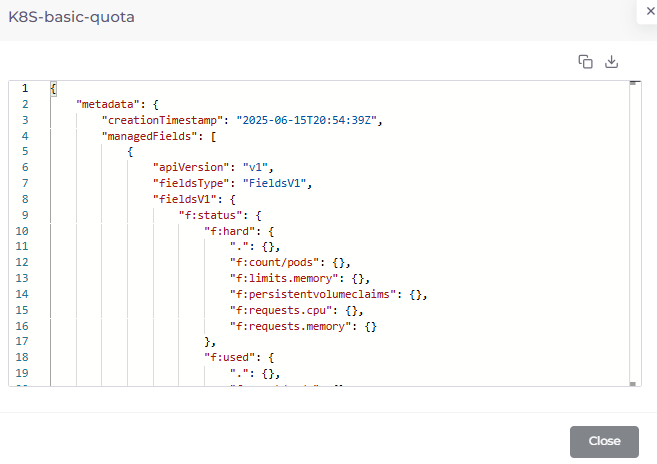 K8S-basic-quota
1 {
2 "metadata": {
3 "creationTimestamp": "2025-06-15T20:54:39Z",
4 "managedFields": [
5 {
6 "apiVersion": "v1",
7 "fieldsType": "FieldsV1",
8 "fieldsV1": {
9 "f:status": {
10 "f:hard": {
11 ".": {},
12 "f:count/pods": {},
13 "f:limits.memory": {},
14 "f:persistentvolumeclaims": {},
15 "f:requests.cpu": {},
16 "f:requests.memory": {}
17 },
18 "f:used": {
19 ".": {},
Close